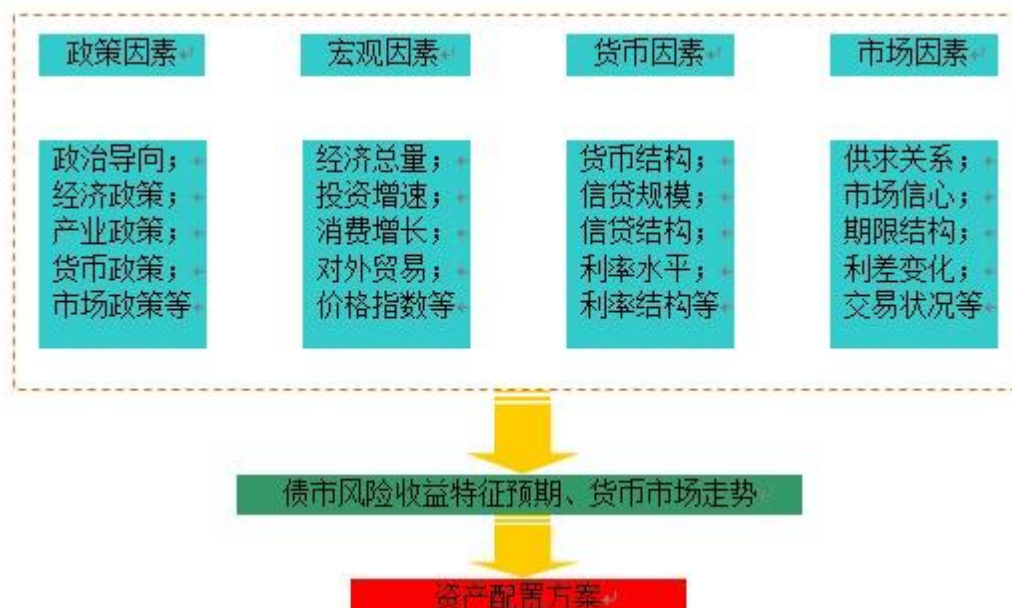 政策因素
宏观因素
货币因素
市场因素
政治导向；
经济政策；
产业政策；
货币政策；
市场政策等
经济总量；
投资增速；
消费增长；
对外贸易；
价格指数等
货币结构；
信贷规模；
信贷结构；
利率水平；
利率结构等
供求关系；
市场信心；
期限结构；
利差变化；
交易状况等
债市风险收益特征预期、货币市场走势
资产配置方案